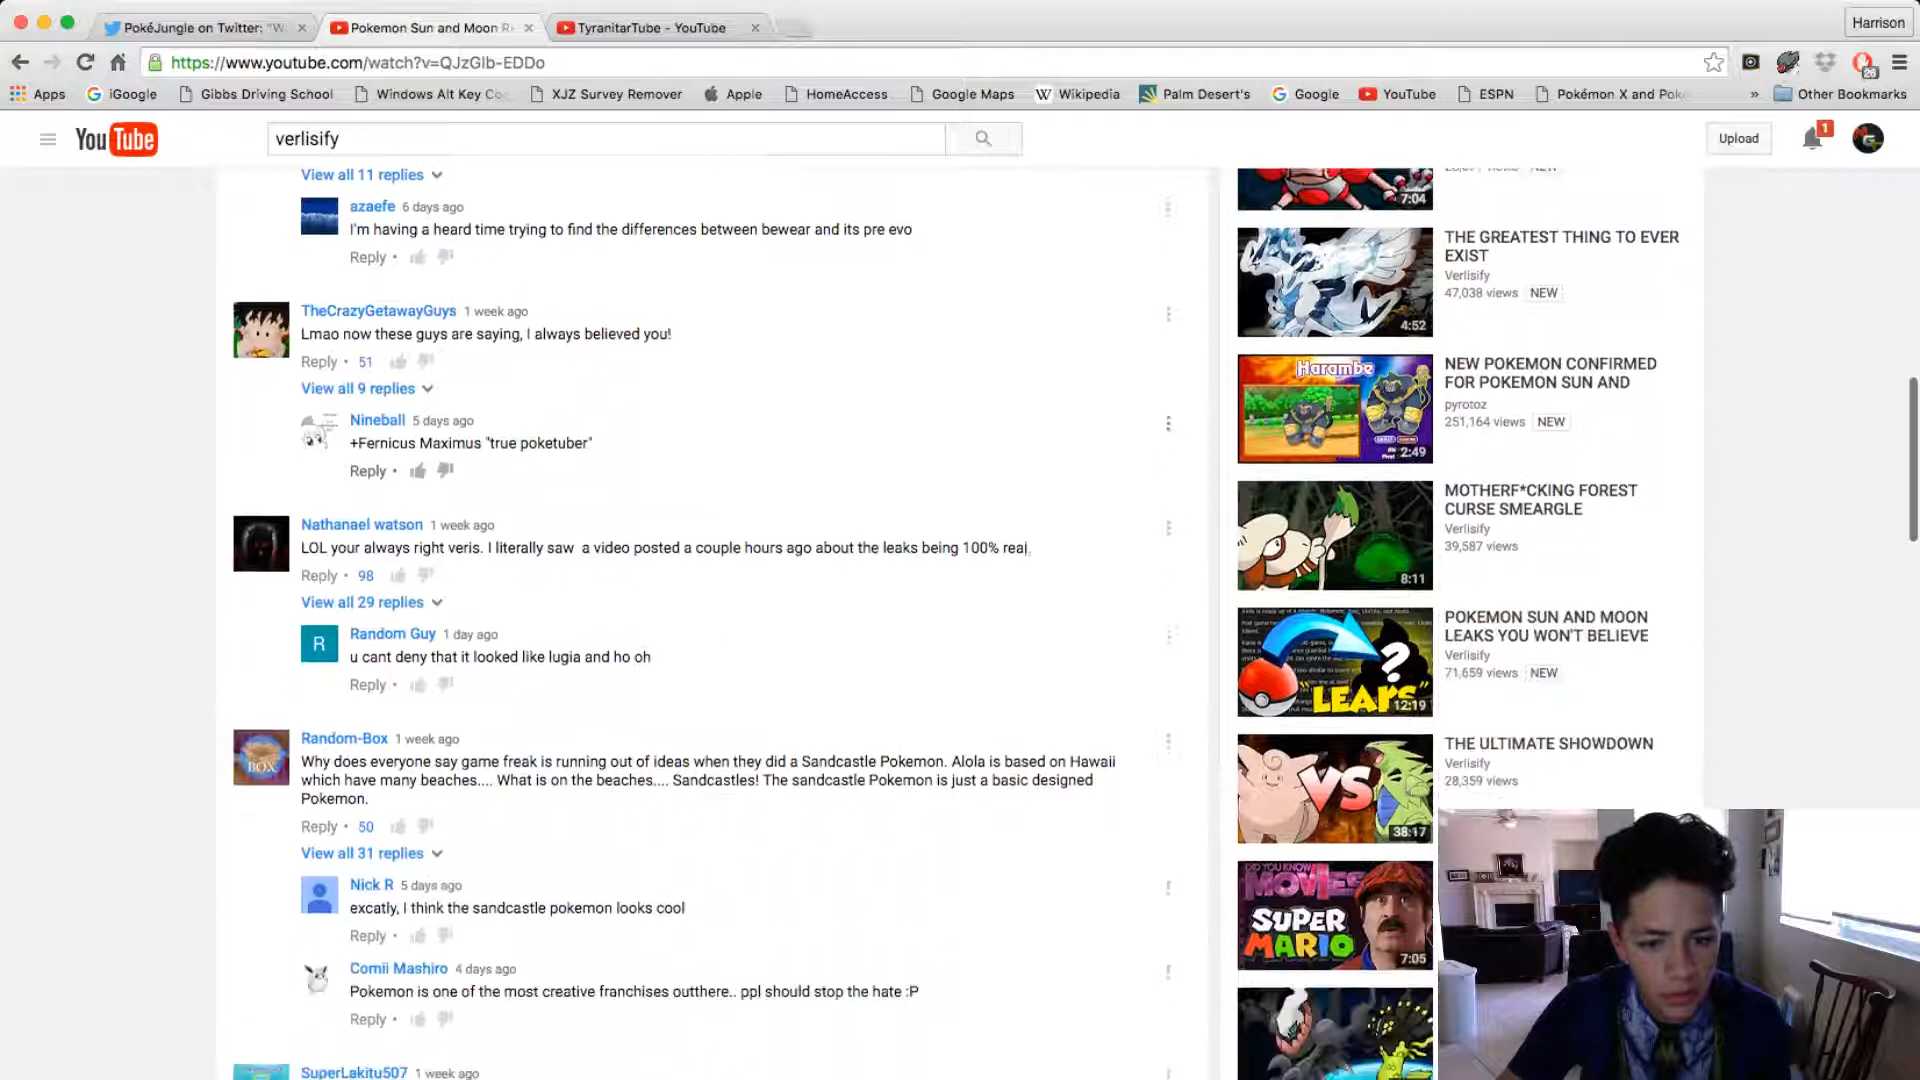 PokéJungle on Twitter: "W
Pokemon Sun and Moon Ri
TyranitarTube - YouTube
Harrison
https://www.youtube.com/watch?v=QJzGlb-EDDo
26
Apps
iGoogle
Gibbs Driving School
Windows Alt Key Co
XJZ Survey Remover
Apple
HomeAccess
Google Maps
Wikipedia
Palm Desert's
Google
YouTube
ESPN
Pokémon X and Pok
»
Other Bookmarks
YouTube
verlisify
Upload
1
View all 11 replies
azaefe 6 days ago
I'm having a heard time trying to find the differences between bewear and its pre evo
Reply •
TheCrazyGetawayGuys 1 week ago
Lmao now these guys are saying, I always believed you!
Reply • 51
View all 9 replies
Nineball 5 days ago
+Fernicus Maximus "true poketuber"
Reply •
Nathanael watson 1 week ago
LOL your always right veris. I literally saw a video posted a couple hours ago about the leaks being 100% real.
Reply • 98
View all 29 replies
R
Random Guy 1 day ago
u cant deny that it looked like lugia and ho oh
Reply •
BOX
Random-Box 1 week ago
Why does everyone say game freak is running out of ideas when they did a Sandcastle Pokemon. Alola is based on Hawaii
which have many beaches.... What is on the beaches.... Sandcastles! The sandcastle Pokemon is just a basic designed
Pokemon.
Reply • 50
View all 31 replies
Nick R 5 days ago
excatly, I think the sandcastle pokemon looks cool
Reply •
Comii Mashiro 4 days ago
Pokemon is one of the most creative franchises outthere.. ppl should stop the hate :P
Reply •
SuperLakitu507 1 week ago
7:04
THE GREATEST THING TO EVER
EXIST
Verlisify
47,038 views NEW
4:52
Harambe
2:49
NEW POKEMON CONFIRMED
FOR POKEMON SUN AND
pyrotoz
251,164 views NEW
MOTHERF*CKING FOREST
CURSE SMEARGLE
Verlisify
39,587 views
8:11
POKEMON SUN AND MOON
LEAKS YOU WON'T BELIEVE
Verlisify
71,659 views NEW
?
"LEAKS"
12:19
THE ULTIMATE SHOWDOWN
Verlisify
28,359 views
VS
38:17
DID YOU KNOW
MOVIES
SUPER
MARIO
7:05